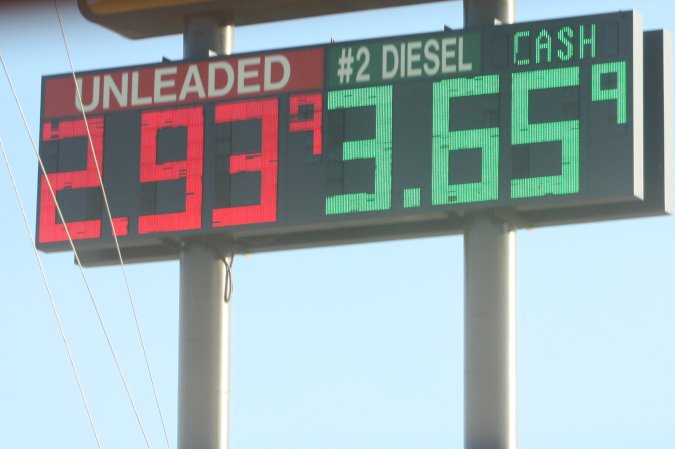 UNLEADED #2 DIESEL CASH
2.93 9 3.65 9